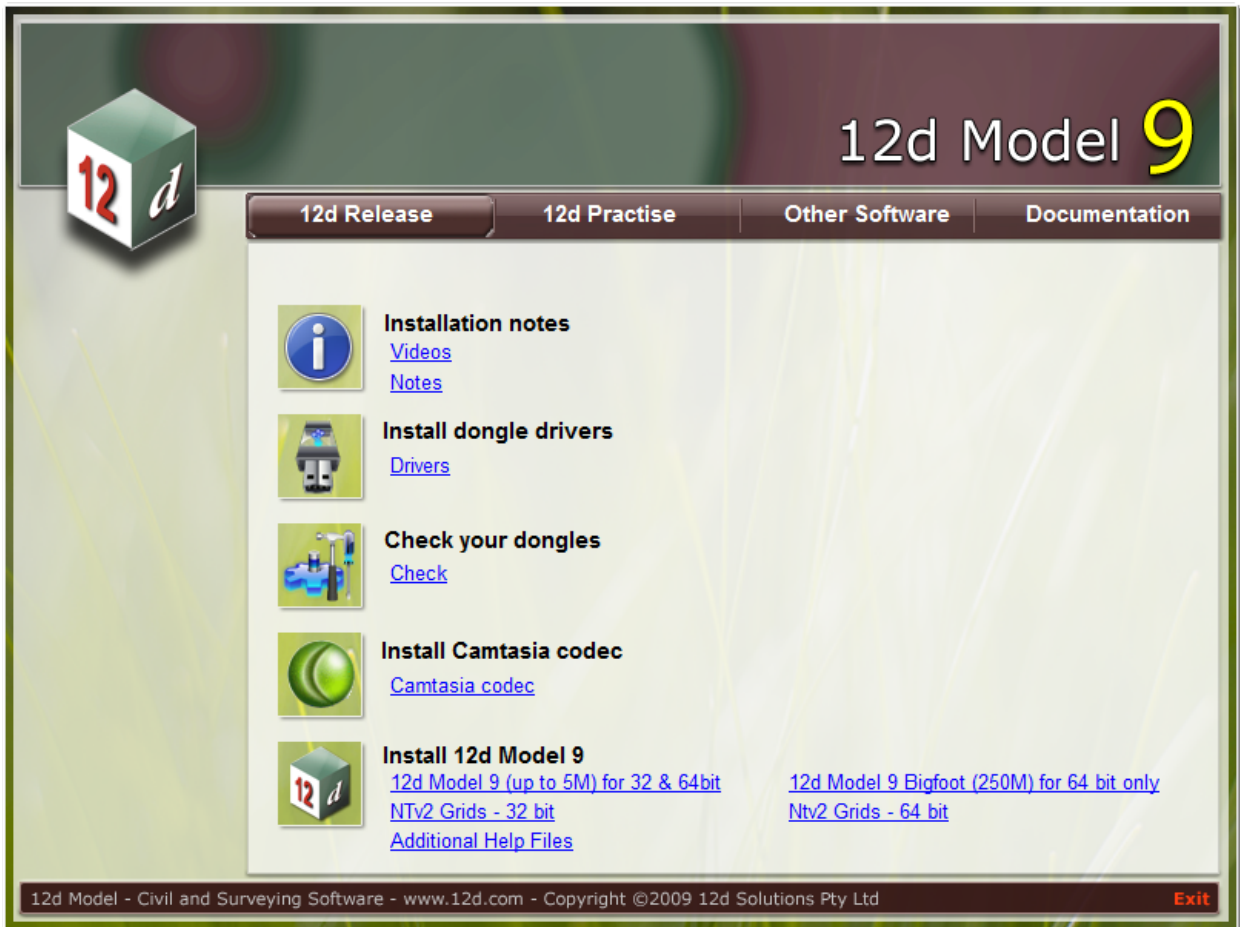 12d Model 9
12 d
12d Release 12d Practise Other Software Documentation
Installation notes
Videos
Notes
Install dongle drivers
Drivers
Check your dongles
Check
Install Camtasia codec
Camtasia codec
12 d
Install 12d Model 9
12d Model 9 (up to 5M) for 32 & 64bit 12d Model 9 Bigfoot (250M) for 64 bit only
NTv2 Grids - 32 bit Ntv2 Grids - 64 bit
Additional Help Files
12d Model - Civil and Surveying Software - www.12d.com - Copyright ©2009 12d Solutions Pty Ltd Exit